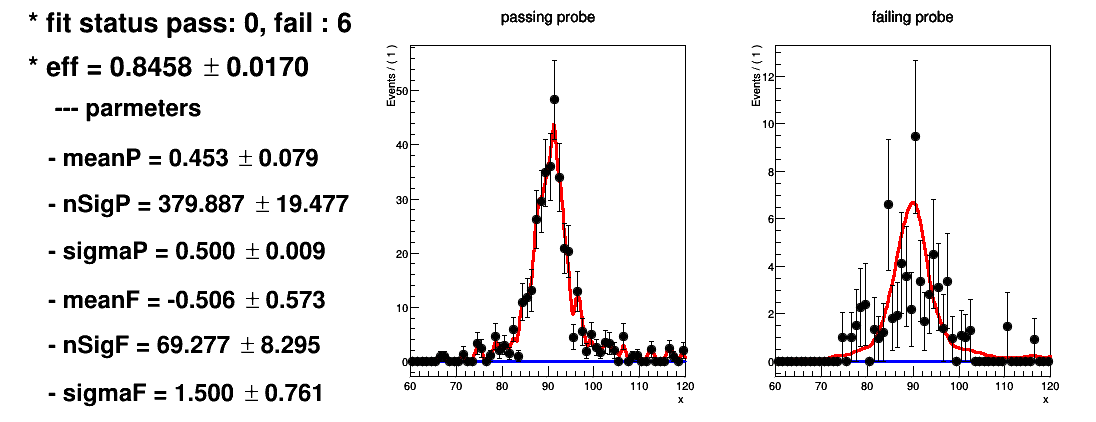 * fit status pass: 0, fail : 6
* eff = 0.8458 ± 0.0170
--- parmeters
- meanP = 0.453 ± 0.079
- nSigP = 379.887 ± 19.477
- sigmaP = 0.500 ± 0.009
- meanF = -0.506 ± 0.573
- nSigF = 69.277 ± 8.295
- sigmaF = 1.500 ± 0.761
passing probe
Events / ( 1 )
50
40
30
20
10
0
60 70 80 90 100 110 120
x
failing probe
Events / ( 1 )
12
10
8
6
4
2
0
60 70 80 90 100 110 120
x